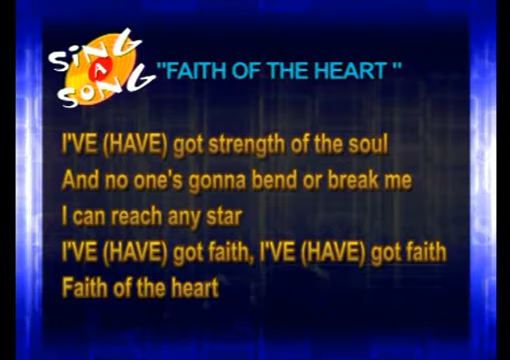 SiNG
A
SONG
"FAITH OF THE HEART "
I'VE (HAVE) got strength of the soul
And no one's gonna bend or break me
I can reach any star
I'VE (HAVE) got faith, I'VE (HAVE) got faith
Faith of the heart